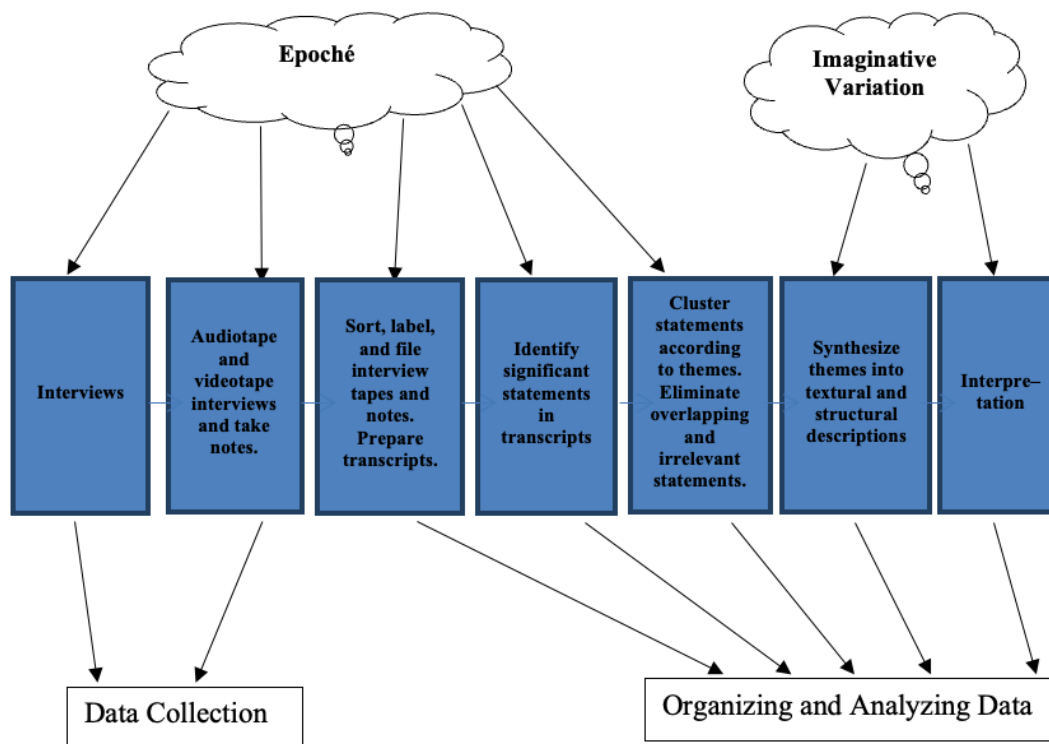 Epoché
Imaginative
Variation
Interviews
Audiotape
and
videotape
interviews
and take
notes.
Sort, label,
and file
interview
tapes and
notes.
Prepare
transcripts.
Identify
significant
statements
in
transcripts
Cluster
statements
according
to themes.
Eliminate
overlapping
and
irrelevant
statements.
Synthesize
themes into
textural and
structural
descriptions
Interpre–
tation
Data Collection
Organizing and Analyzing Data